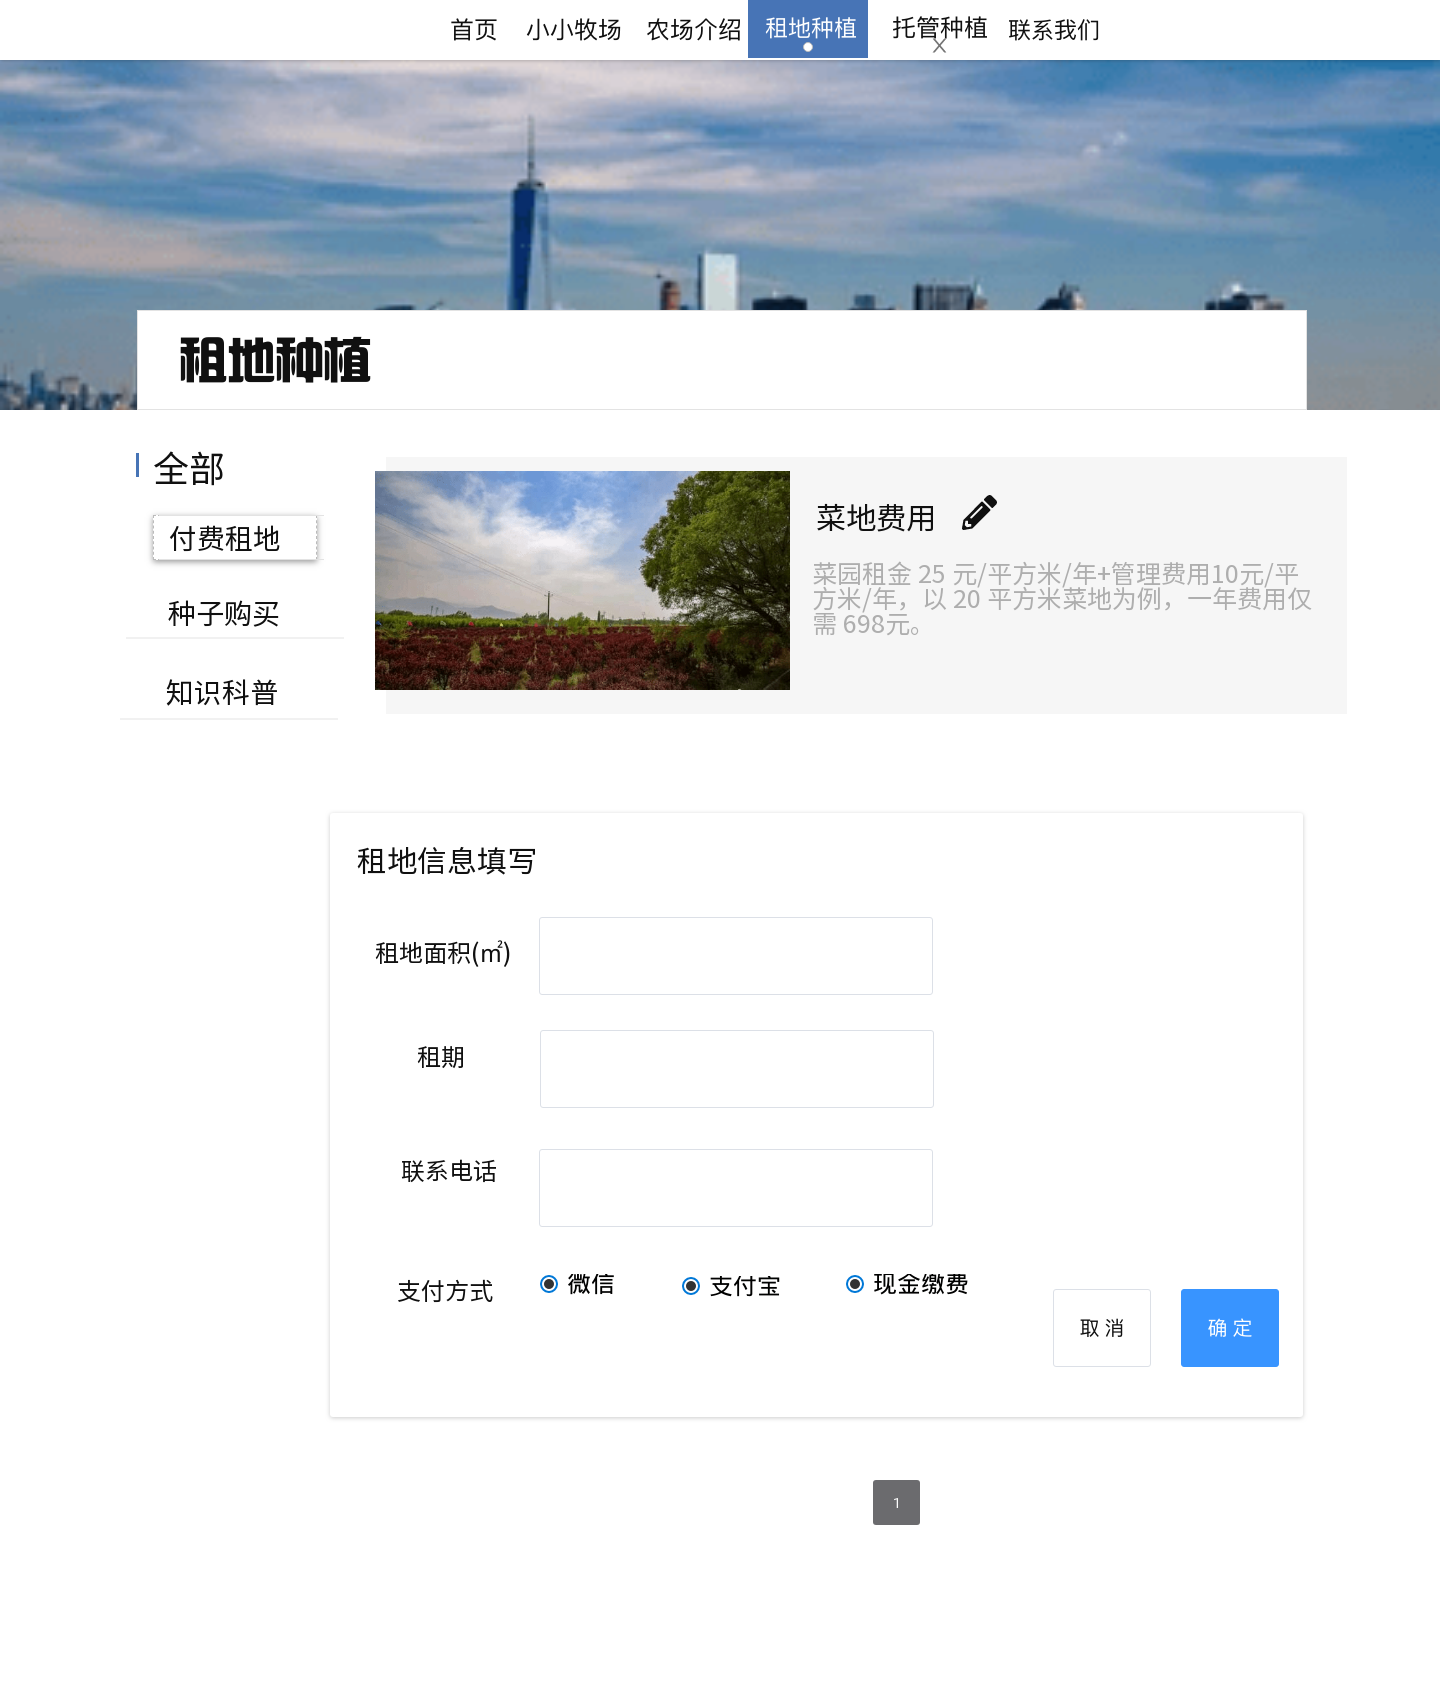 首页 小小牧场 农场介绍 租地种植 托管种植 联系我们
租地种植
全部
付费租地
种子购买
知识科普
菜地费用
菜园租金 25 元/平方米/年+管理费用10元/平
方米/年，以 20 平方米菜地为例，一年费用仅
需 698元。
租地信息填写
租地面积(㎡)
租期
联系电话
支付方式 微信 支付宝 现金缴费
取 消 确 定
1